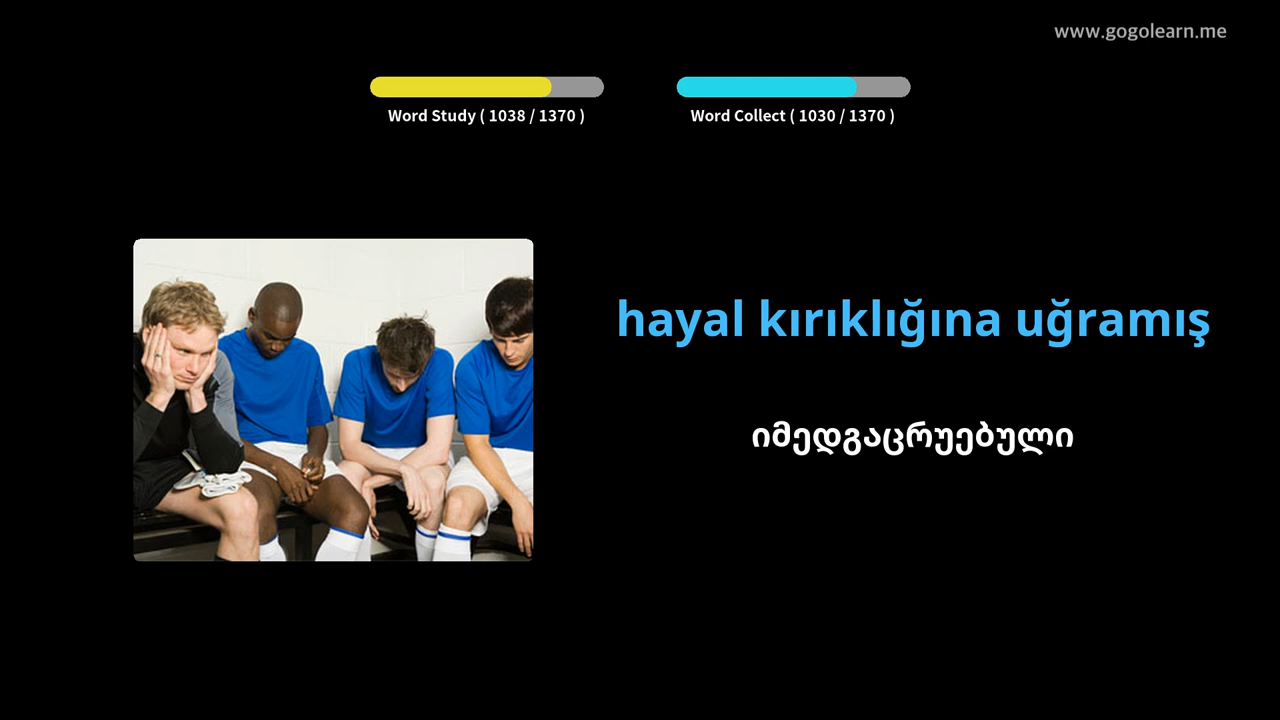 www.gogolearn.me
Word Study ( 1038 / 1370 )
Word Collect ( 1030 / 1370 )
hayal kırıklığına uğramış
იმედგაცრუებული